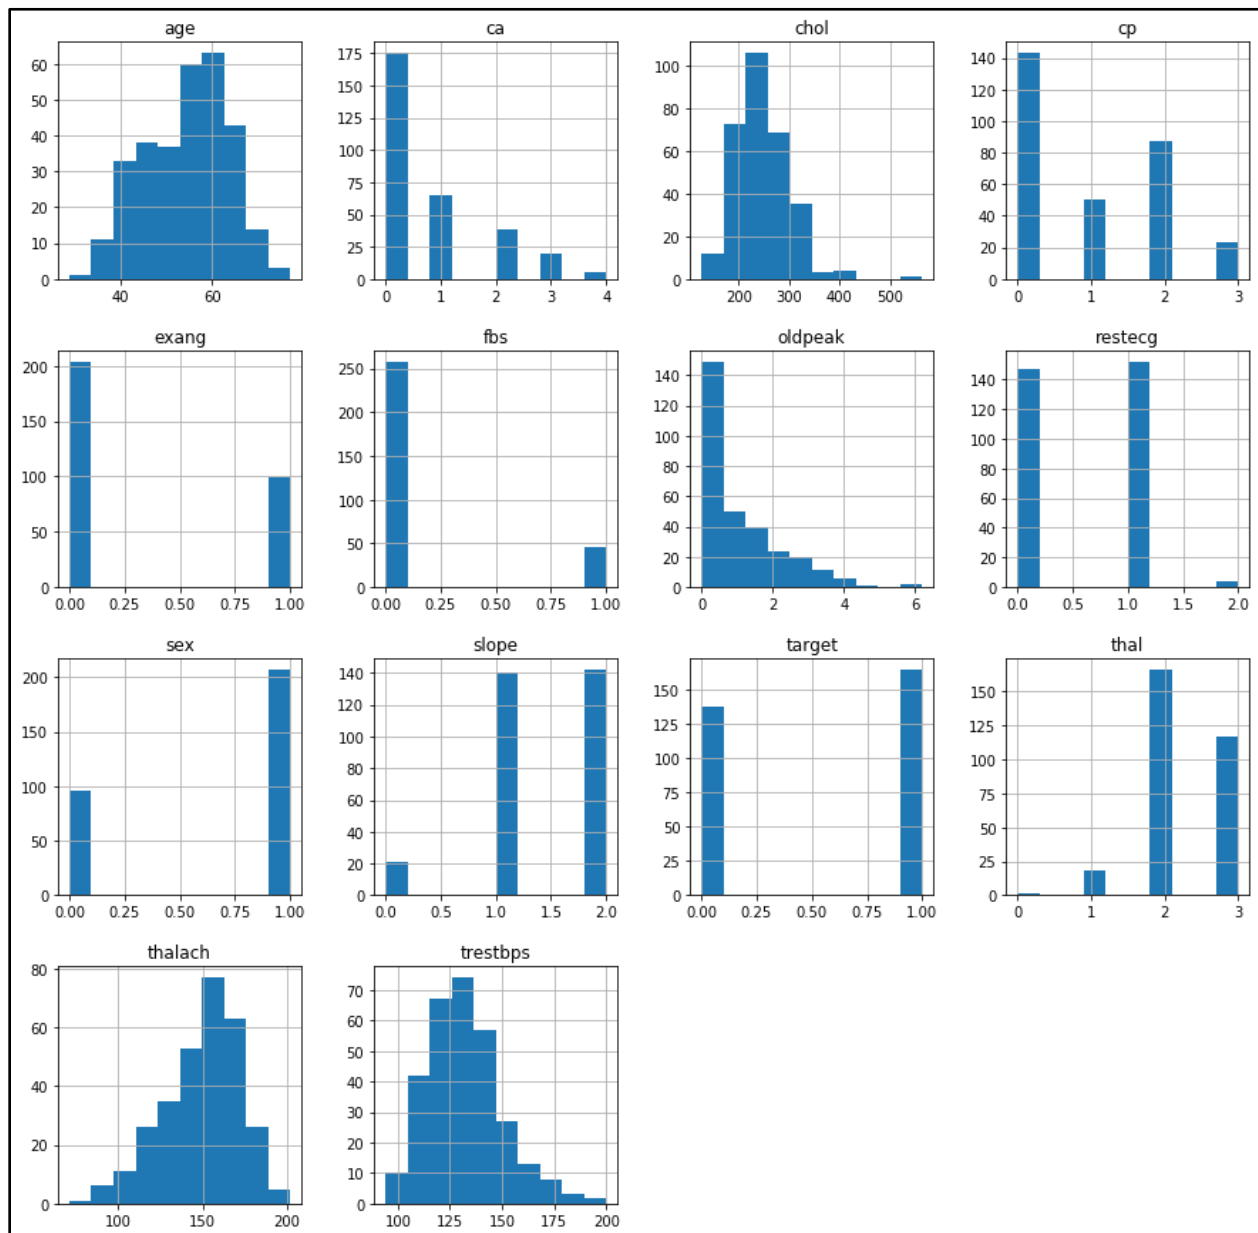 age ca chol cp
60 50 40 30 20 10 0
40 60
175 150 125 100 75 50 25 0
0 1 2 3 4
100 80 60 40 20 0
200 300 400 500
140 120 100 80 60 40 20 0
0 1 2 3
exang fbs oldpeak restecg
200 150 100 50 0
0.00 0.25 0.50 0.75 1.00
250 200 150 100 50 0
0.00 0.25 0.50 0.75 1.00
140 120 100 80 60 40 20 0
0 2 4 6
140 120 100 80 60 40 20 0
0.0 0.5 1.0 1.5 2.0
sex slope target thal
200 150 100 50 0
0.00 0.25 0.50 0.75 1.00
140 120 100 80 60 40 20 0
0.0 0.5 1.0 1.5 2.0
150 125 100 75 50 25 0
0.00 0.25 0.50 0.75 1.00
150 125 100 75 50 25 0
0 1 2 3
thalach trestbps
80 60 40 20 0
100 150 200
70 60 50 40 30 20 10 0
100 125 150 175 200